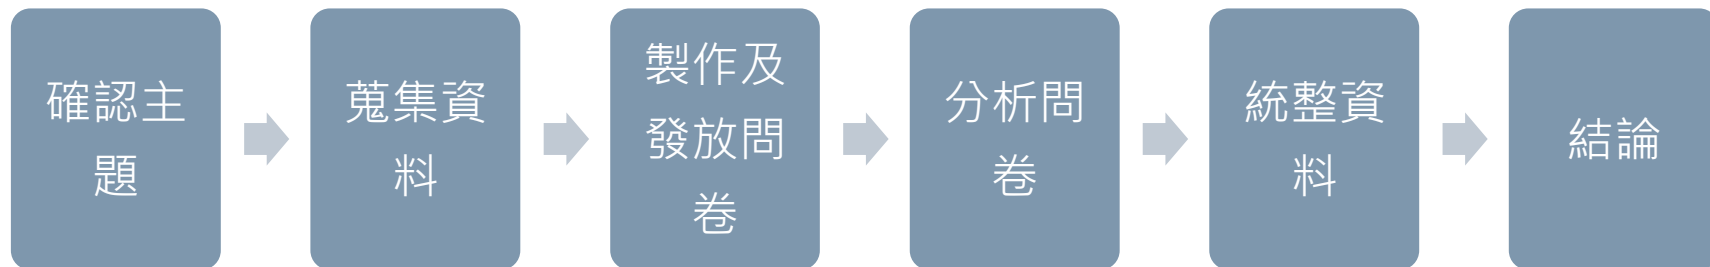 確認主
題
蒐集資
料
製作及
發放問
卷
分析問
卷
統整資
料
結論